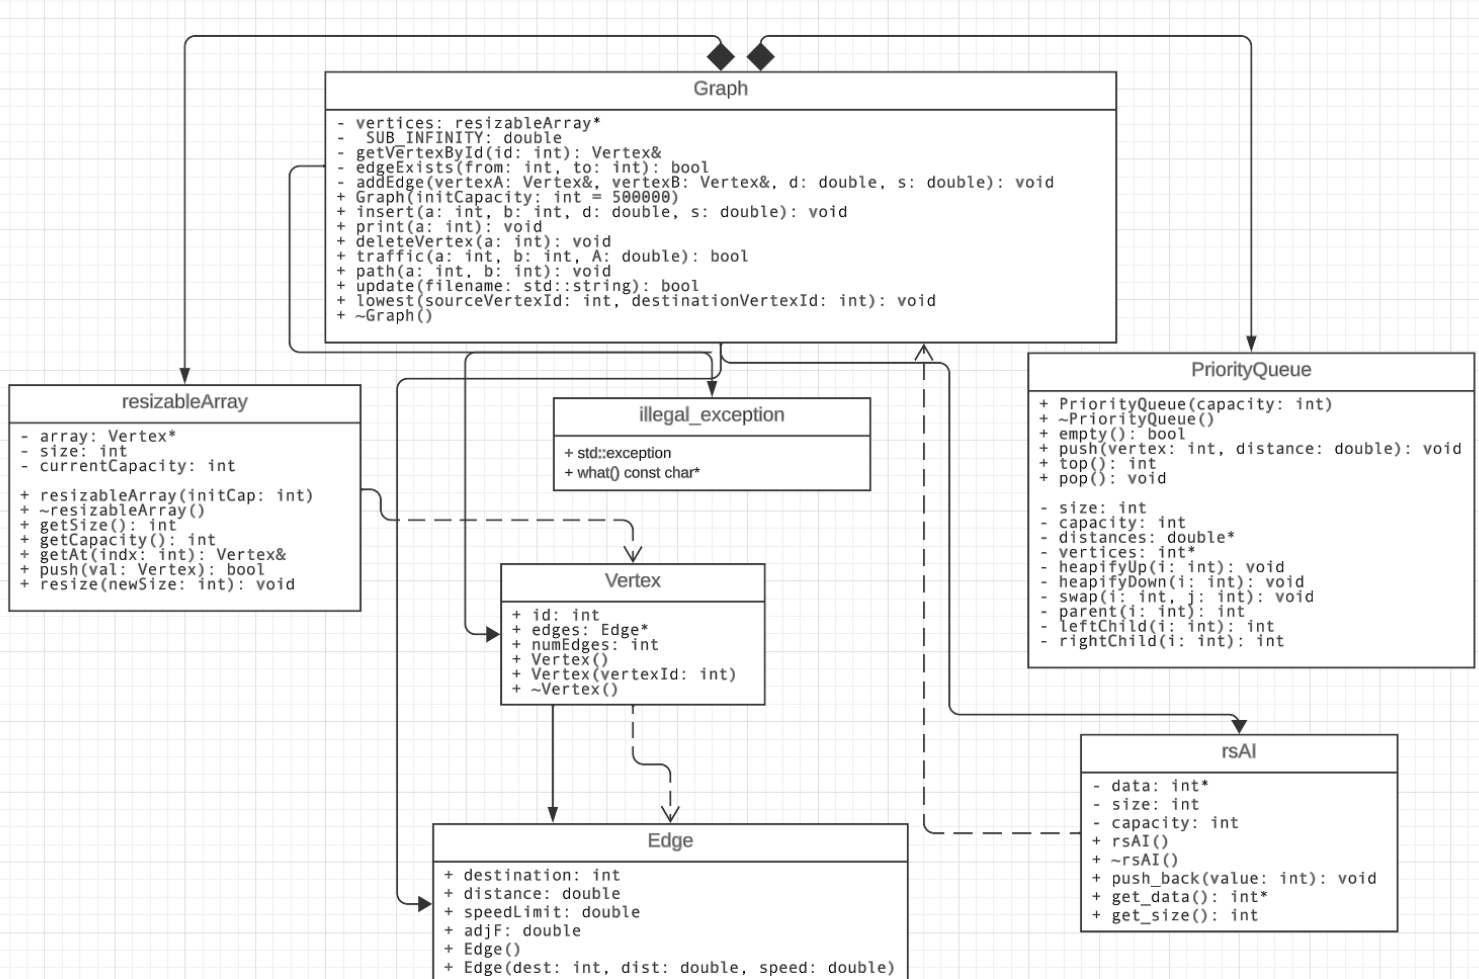 Graph
- vertices: resizableArray*
- SUB_INFINITY: double
- getVertexById(id: int): Vertex&
- edgeExists(from: int, to: int): bool
- addEdge(vertexA: Vertex&, vertexB: Vertex&, d: double, s: double): void
+ Graph(initCapacity: int = 500000)
+ insert(a: int, b: int, d: double, s: double): void
+ print(a: int): void
+ deleteVertex(a: int): void
+ traffic(a: int, b: int, A: double): bool
+ path(a: int, b: int): void
+ update(filename: std::string): bool
+ lowest(sourceVertexId: int, destinationVertexId: int): void
+ ~Graph()
resizableArray
- array: Vertex*
- size: int
- currentCapacity: int
+ resizableArray(initCap: int)
+ ~resizableArray()
+ getSize(): int
+ getCapacity(): int
+ getAt(indx: int): Vertex&
+ push(val: Vertex): bool
+ resize(newSize: int): void
illegal_exception
+ std::exception
+ what() const char*
PriorityQueue
+ PriorityQueue(capacity: int)
+ ~PriorityQueue()
+ empty(): bool
+ push(vertex: int, distance: double): void
+ top(): int
+ pop(): void
- size: int
- capacity: int
- distances: double*
- vertices: int*
- heapifyUp(i: int): void
- heapifyDown(i: int): void
- swap(i: int, j: int): void
- parent(i: int): int
- leftChild(i: int): int
- rightChild(i: int): int
Vertex
+ id: int
+ edges: Edge*
+ numEdges: int
+ Vertex()
+ Vertex(vertexId: int)
+ ~Vertex()
rsAI
- data: int*
- size: int
- capacity: int
+ rsAI()
+ ~rsAI()
+ push_back(value: int): void
+ get_data(): int*
+ get_size(): int
Edge
+ destination: int
+ distance: double
+ speedLimit: double
+ adjF: double
+ Edge()
+ Edge(dest: int, dist: double, speed: double)